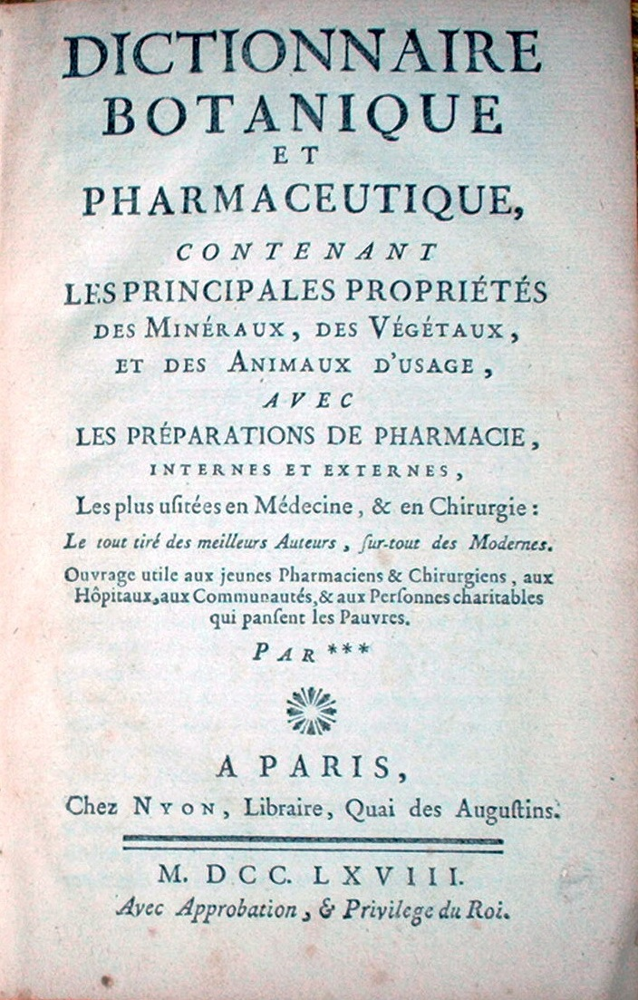 DICTIONNAIRE
BOTANIQUE
ET
PHARMACEUTIQUE,
CONTENANT
LES PRINCIPALES PROPRIÉTÉS
DES MINÉRAUX, DES VÉGÉTAUX,
ET DES ANIMAUX D'USAGE,
AVEC
LES PRÉPARATIONS DE PHARMACIE,
INTERNES ET EXTERNES,
Les plus uſitées en Médecine, & en Chirurgie:
Le tout tiré des meilleurs Auteurs, ſur-tout des Modernes.
Ouvrage utile aux jeunes Pharmaciens & Chirurgiens, aux
Hôpitaux, aux Communautés, & aux Perſonnes charitables
qui panſent les Pauvres.
PAR ***
A PARIS,
Chez NYON, Libraire, Quai des Auguſtins.
M. DCC. LXVIII.
Avec Approbation, & Privilege du Roi.